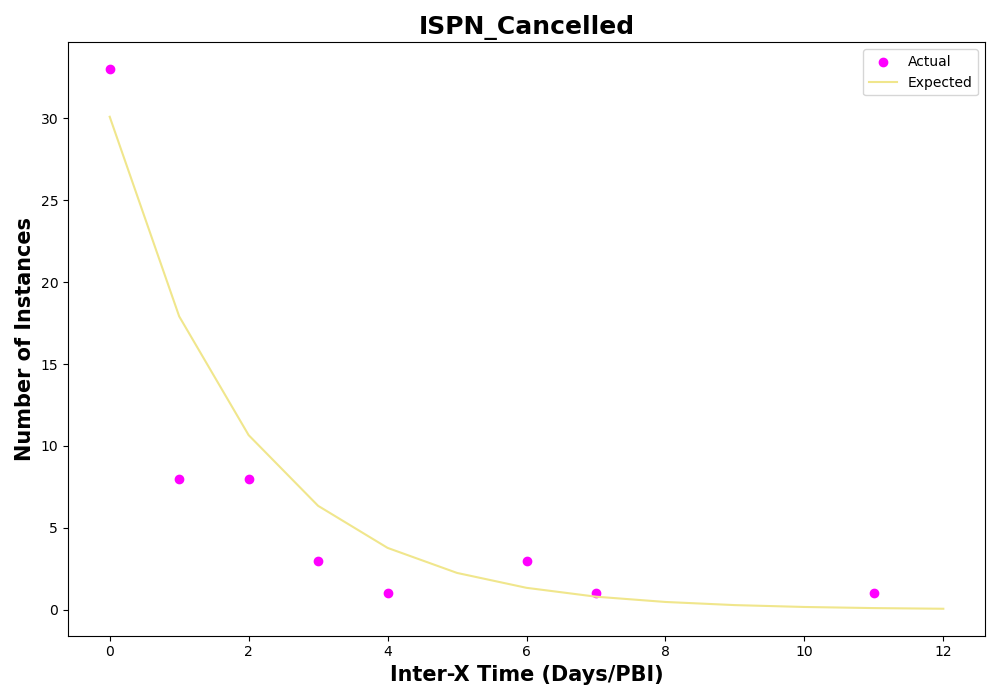 ISPN_Cancelled
Actual
Expected
30
25
20
15
10
5
0
Number of Instances
0 2 4 6 8 10 12
Inter-X Time (Days/PBI)